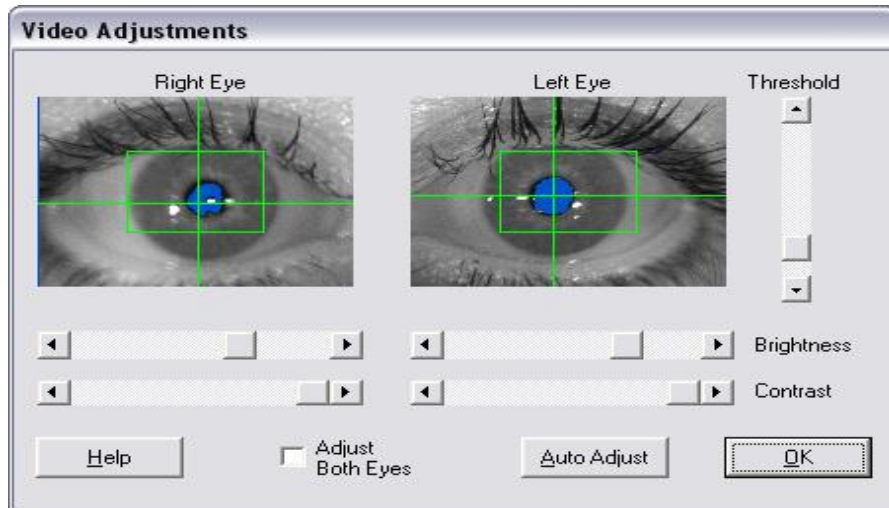 Video Adjustments
Right Eye
Left Eye
Threshold
Brightness
Contrast
Help
Adjust
Both Eyes
Auto Adjust
OK